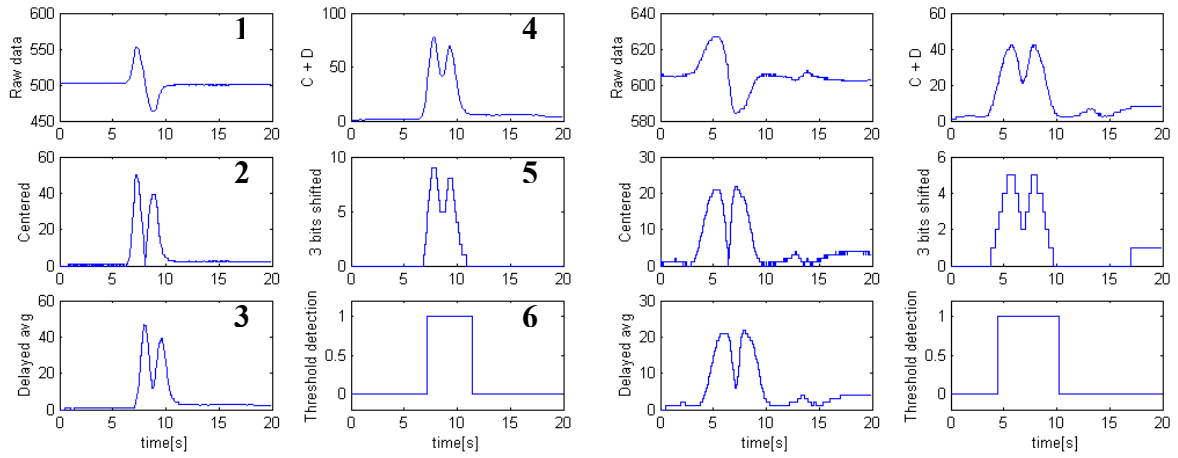 600
550
500
450
Raw data
1
0 5 10 15 20
100
50
0
C + D
4
0 5 10 15 20
640
620
600
580
Raw data
0 5 10 15 20
60
40
20
0
C + D
0 5 10 15 20
60
40
20
0
Centered
2
0 5 10 15 20
10
5
0
3 bits shifted
5
0 5 10 15 20
30
20
10
0
Centered
0 5 10 15 20
6
4
2
0
3 bits shifted
0 5 10 15 20
60
40
20
0
Delayed avg
3
0 5 10 15 20
time[s]
1
0.5
0
Threshold detection
6
0 5 10 15 20
time[s]
30
20
10
0
Delayed avg
0 5 10 15 20
time[s]
1
0.5
0
Threshold detection
0 5 10 15 20
time[s]